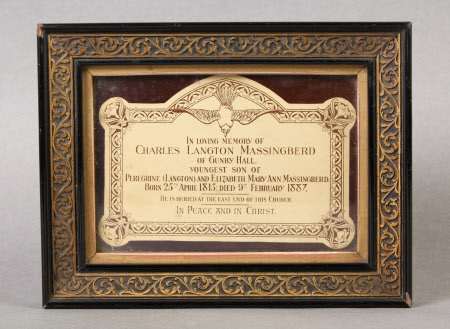 In loving memory of
Charles Langton Massingberd
of Gunby Hall.
youngest son of
Peregrine (Langton) and Elizabeth Mary Ann Massingberd.
Born 25th April 1815. Died 9th February 1887.
He is buried at the east end of this Church
In Peace and in Christ.